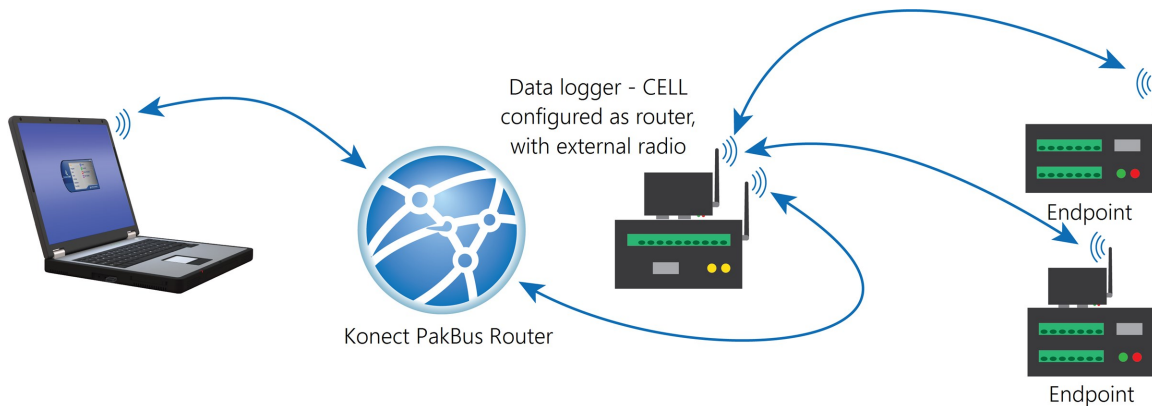 Data logger - CELL
configured as router,
with external radio
Konect PakBus Router
Endpoint
Endpoint